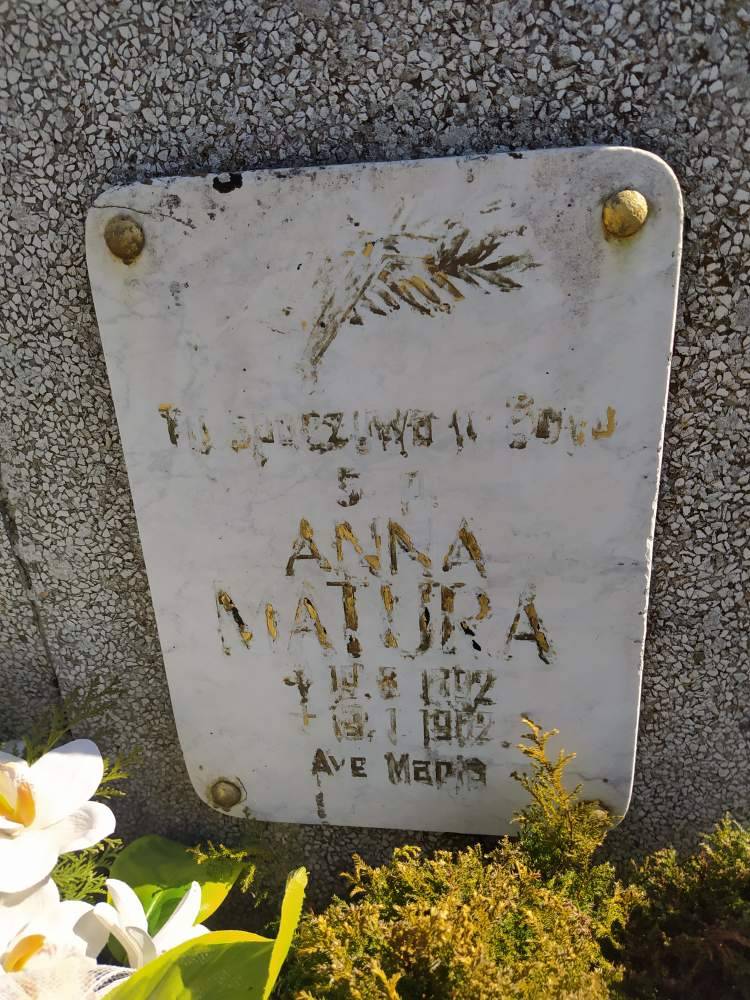 Tu spoczywa w Bogu
Ś P.
ANNA
MATURA
Ave Maria